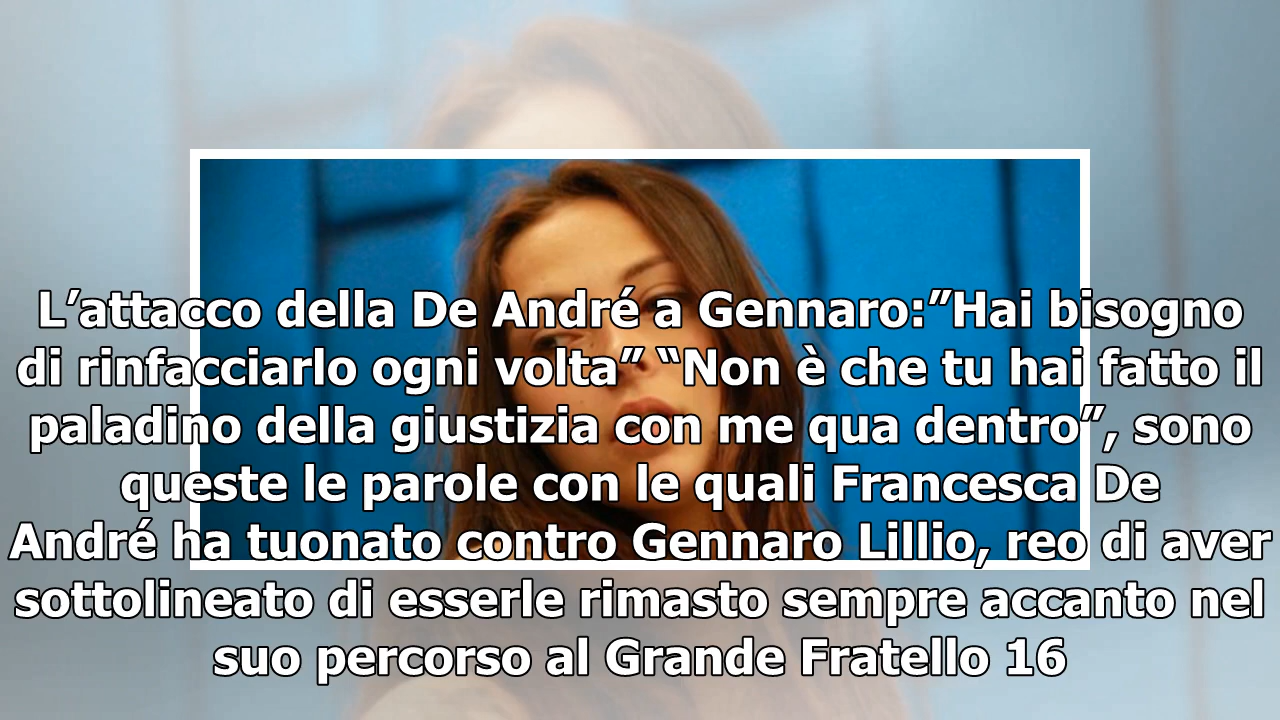 L’attacco della De André a Gennaro:”Hai bisogno
di rinfacciarlo ogni volta” “Non è che tu hai fatto il
paladino della giustizia con me qua dentro”, sono
queste le parole con le quali Francesca De
André ha tuonato contro Gennaro Lillio, reo di aver
sottolineato di esserle rimasto sempre accanto nel
suo percorso al Grande Fratello 16